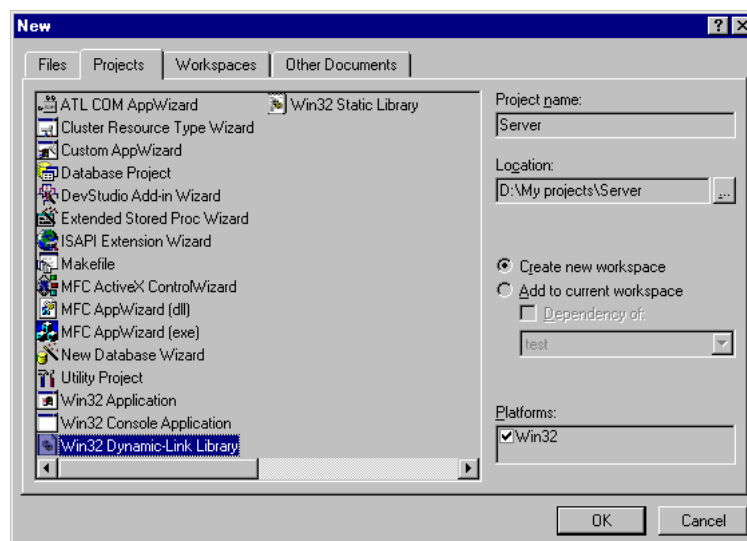 New
Files Projects Workspaces Other Documents
ATL COM AppWizard
Cluster Resource Type Wizard
Custom AppWizard
Database Project
DevStudio Add-in Wizard
Extended Stored Proc Wizard
ISAPI Extension Wizard
Makefile
MFC ActiveX ControlWizard
MFC AppWizard (dll)
MFC AppWizard (exe)
New Database Wizard
Utility Project
Win32 Application
Win32 Console Application
Win32 Dynamic-Link Library
Win32 Static Library
Project name:
Server
Location:
D:\My projects\Server
...
Create new workspace
Add to current workspace
Dependency of:
test
Platforms:
Win32
OK Cancel